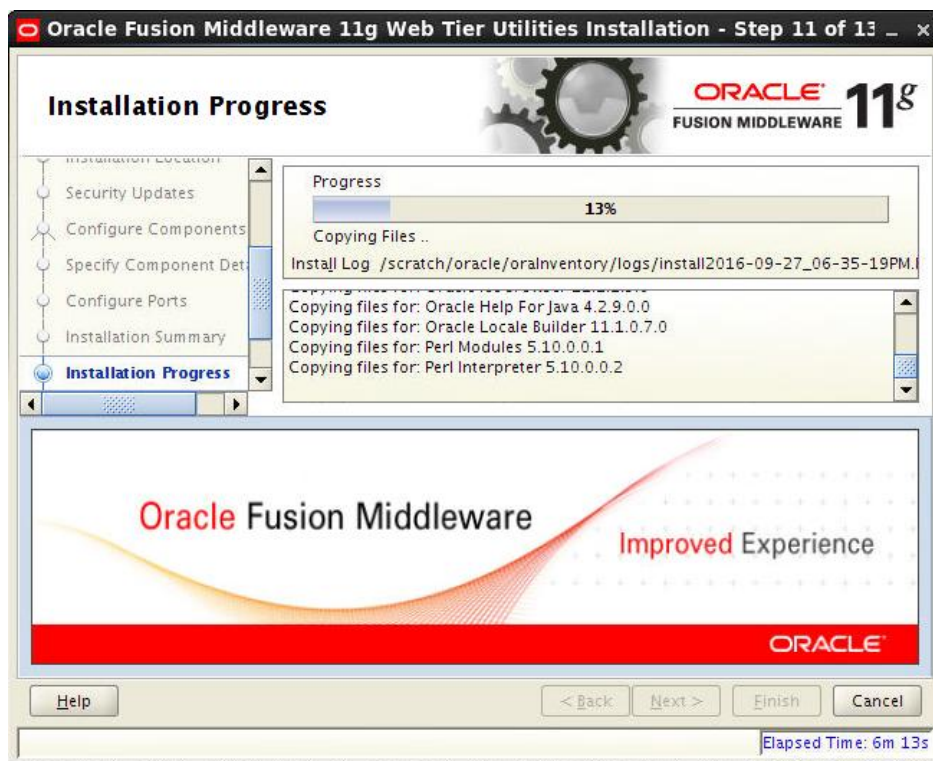 Oracle Fusion Middleware 11g Web Tier Utilities Installation - Step 11 of 13
Installation Progress
ORACLE
FUSION MIDDLEWARE
11g
Installation Location
Security Updates
Configure Components
Specify Component Det
Configure Ports
Installation Summary
Installation Progress
Progress
13%
Copying Files ..
Install Log /scratch/oracle/oraInventory/logs/install2016-09-27_06-35-19PM.l
Copying files for: Oracle Help For Java 4.2.9.0.0
Copying files for: Oracle Locale Builder 11.1.0.7.0
Copying files for: Perl Modules 5.10.0.0.1
Copying files for: Perl Interpreter 5.10.0.0.2
Oracle Fusion Middleware
Improved Experience
ORACLE
Help
< Back
Next >
Finish
Cancel
Elapsed Time: 6m 13s